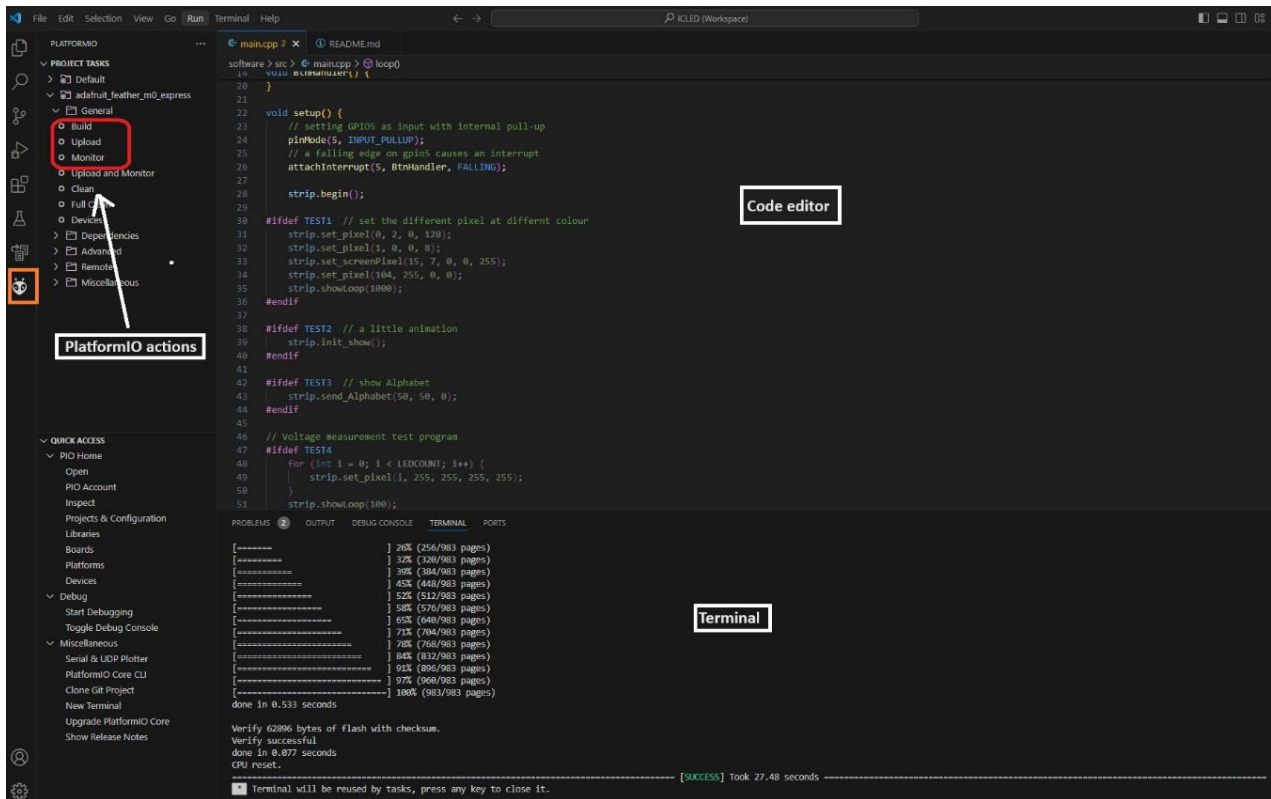 File Edit Selection View Go Run Terminal Help
ICLED (Workspace)
PLATFORMIO
PROJECT TASKS
Default
adafruit_feather_m0_express
General
Build
Upload
Monitor
Upload and Monitor
Clean
Full
Devices
Dependencies
Advanced
Remote
Miscellaneous
PlatformIO actions
QUICK ACCESS
PIO Home
Open
PIO Account
Inspect
Projects & Configuration
Libraries
Boards
Platforms
Devices
Debug
Start Debugging
Toggle Debug Console
Miscellaneous
Serial & UDP Plotter
PlatformIO Core CLI
Clone Git Project
New Terminal
Upgrade PlatformIO Core
Show Release Notes
main.cpp 2 README.md
software > src > main.cpp > loop()
14 void BtnHandler() {
20 }
21
22 void setup() {
23 // setting GPIO5 as input with internal pull-up
24 pinMode(5, INPUT_PULLUP);
25 // a falling edge on gpio5 causes an interrupt
26 attachInterrupt(5, BtnHandler, FALLING);
27
28 strip.begin();
29
30 #ifdef TEST1 // set the different pixel at differnt colour
31 strip.set_pixel(0, 2, 0, 128);
32 strip.set_pixel(1, 0, 0, 8);
33 strip.set_screenPixel(15, 7, 0, 0, 255);
34 strip.set_pixel(104, 255, 0, 0);
35 strip.showLoop(1000);
36 #endif
37
38 #ifdef TEST2 // a little animation
39 strip.init_show();
40 #endif
41
42 #ifdef TEST3 // show Alphabet
43 strip.send_Alphabet(50, 50, 0);
44 #endif
45
46 // Voltage measurement test program
47 #ifdef TEST4
48 for (int i = 0; i < LEDCOUNT; i++) {
49 strip.set_pixel(i, 255, 255, 255, 255);
50 }
51 strip.showLoop(100);
Code editor
PROBLEMS 2 OUTPUT DEBUG CONSOLE TERMINAL PORTS
[======= ] 26% (256/983 pages)
[========= ] 32% (320/983 pages)
[=========== ] 39% (384/983 pages)
[============= ] 45% (448/983 pages)
[=============== ] 52% (512/983 pages)
[================= ] 58% (576/983 pages)
[=================== ] 65% (640/983 pages)
[===================== ] 71% (704/983 pages)
[======================= ] 78% (768/983 pages)
[========================= ] 84% (832/983 pages)
[=========================== ] 91% (896/983 pages)
[============================= ] 97% (960/983 pages)
[==============================] 100% (983/983 pages)
done in 0.533 seconds
Verify 62896 bytes of flash with checksum.
Verify successful
done in 0.077 seconds
CPU reset.
[SUCCESS] Took 27.48 seconds
* Terminal will be reused by tasks, press any key to close it.
Terminal